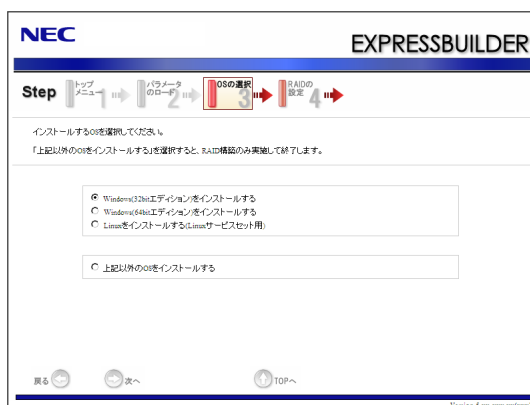 NEC
EXPRESSBUILDER
Step トップメニュー 1 パラメータのロード 2 OSの選択 3 RAIDの設定 4
インストールするOSを選択してください。
「上記以外のOSをインストールする」を選択すると、RAID構築のみ実施して終了します。
Windows(32bitエディション)をインストールする
Windows(64bitエディション)をインストールする
Linuxをインストールする(Linuxサービスセット用)
上記以外のOSをインストールする
戻る 次へ TOPへ